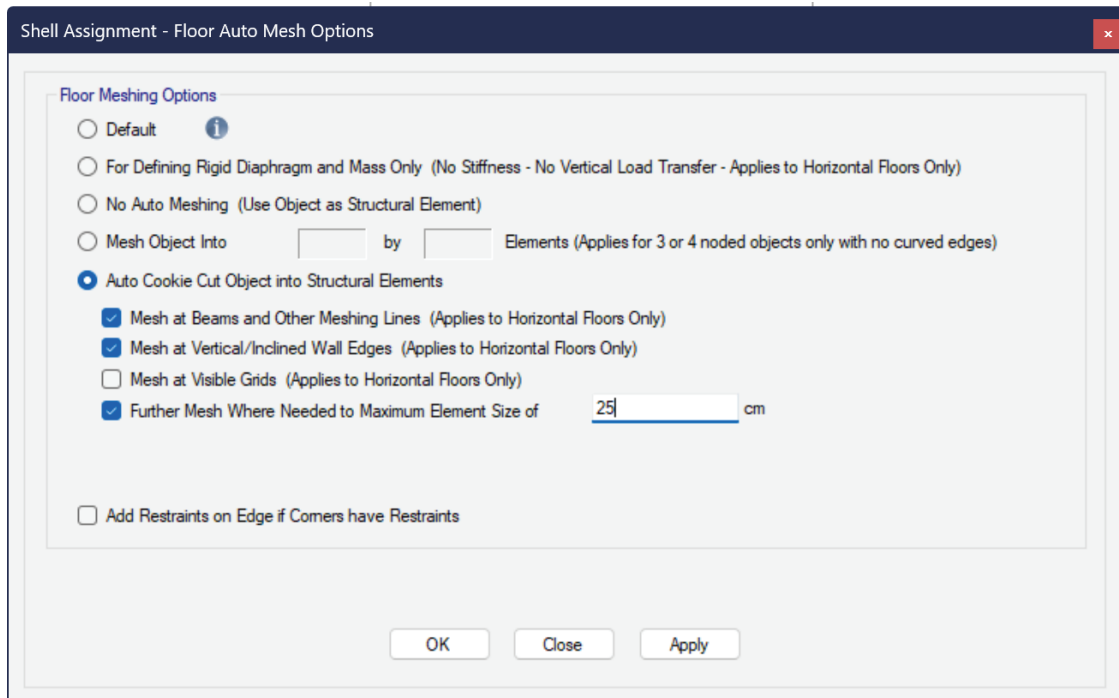 Shell Assignment - Floor Auto Mesh Options
×
Floor Meshing Options
Default i
For Defining Rigid Diaphragm and Mass Only (No Stiffness - No Vertical Load Transfer - Applies to Horizontal Floors Only)
No Auto Meshing (Use Object as Structural Element)
Mesh Object Into by Elements (Applies for 3 or 4 noded objects only with no curved edges)
Auto Cookie Cut Object into Structural Elements
Mesh at Beams and Other Meshing Lines (Applies to Horizontal Floors Only)
Mesh at Vertical/Inclined Wall Edges (Applies to Horizontal Floors Only)
Mesh at Visible Grids (Applies to Horizontal Floors Only)
Further Mesh Where Needed to Maximum Element Size of 25 cm
Add Restraints on Edge if Corners have Restraints
OK Close Apply